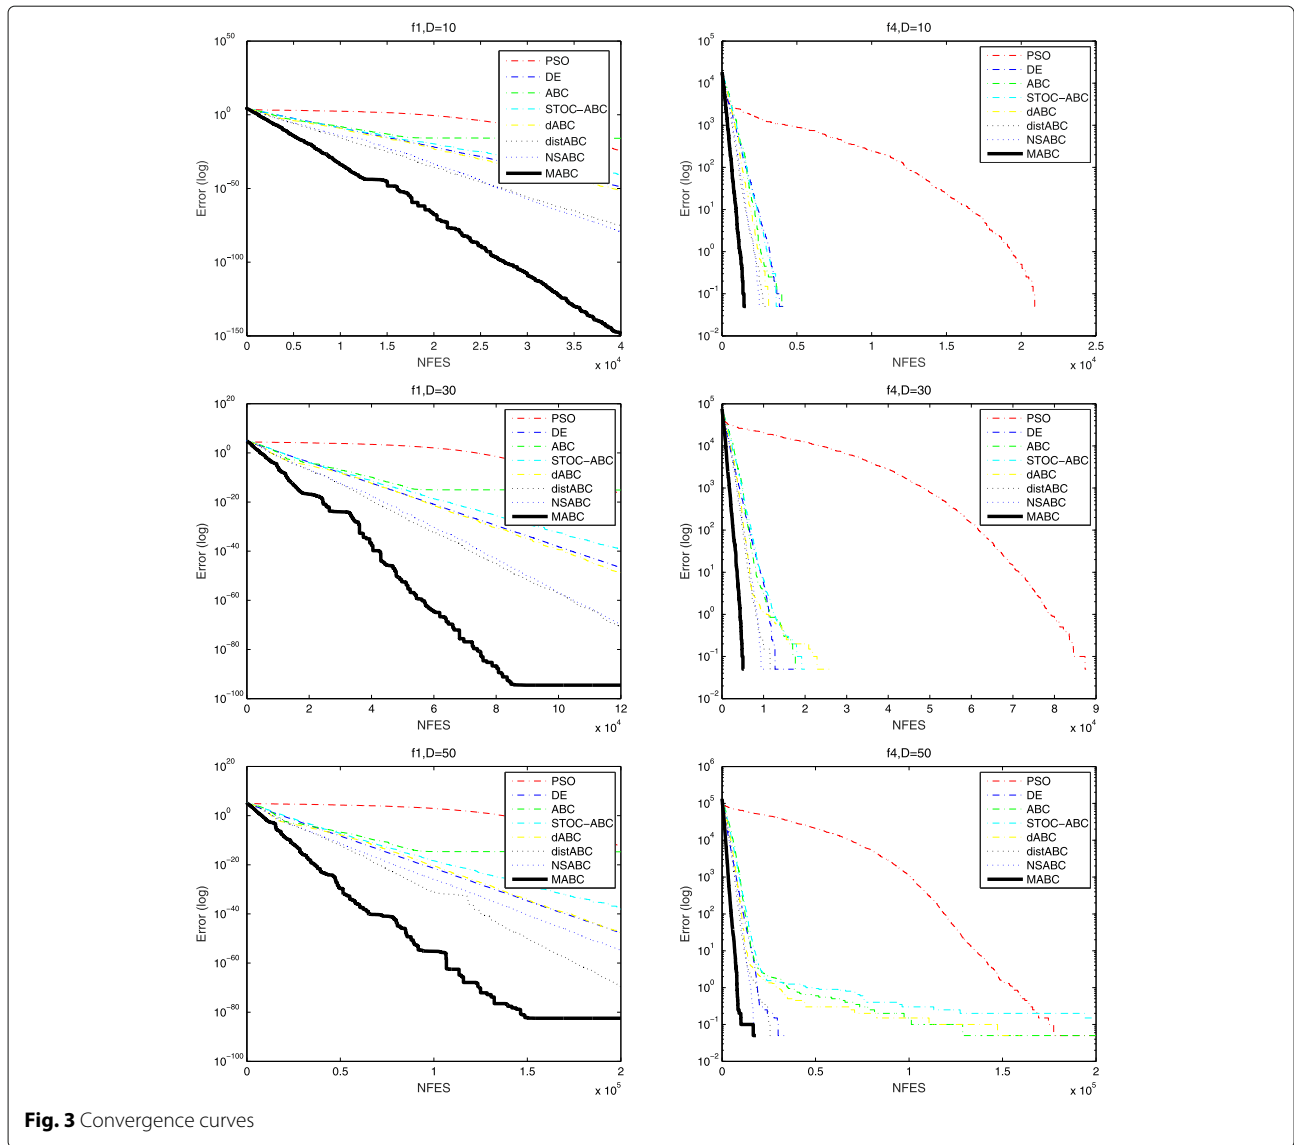 f1,D=10
10^50
10^0
10^−50
10^−100
10^−150
Error (log)
0 0.5 1 1.5 2 2.5 3 3.5 4
x 10^4
NFES
PSO
DE
ABC
STOC−ABC
dABC
distABC
NSABC
MABC
f4,D=10
10^5
10^4
10^3
10^2
10^1
10^0
10^−1
10^−2
Error (log)
0 0.5 1 1.5 2 2.5
x 10^4
NFES
PSO
DE
ABC
STOC−ABC
dABC
distABC
NSABC
MABC
f1,D=30
10^20
10^0
10^−20
10^−40
10^−60
10^−80
10^−100
Error (log)
0 2 4 6 8 10 12
x 10^4
NFES
PSO
DE
ABC
STOC−ABC
dABC
distABC
NSABC
MABC
f4,D=30
10^5
10^4
10^3
10^2
10^1
10^0
10^−1
10^−2
Error (log)
0 1 2 3 4 5 6 7 8 9
x 10^4
NFES
PSO
DE
ABC
STOC−ABC
dABC
distABC
NSABC
MABC
f1,D=50
10^20
10^0
10^−20
10^−40
10^−60
10^−80
10^−100
Error (log)
0 0.5 1 1.5 2
x 10^5
NFES
PSO
DE
ABC
STOC−ABC
dABC
distABC
NSABC
MABC
f4,D=50
10^6
10^5
10^4
10^3
10^2
10^1
10^0
10^−1
10^−2
Error (log)
0 0.5 1 1.5 2
x 10^5
NFES
PSO
DE
ABC
STOC−ABC
dABC
distABC
NSABC
MABC
Fig. 3 Convergence curves